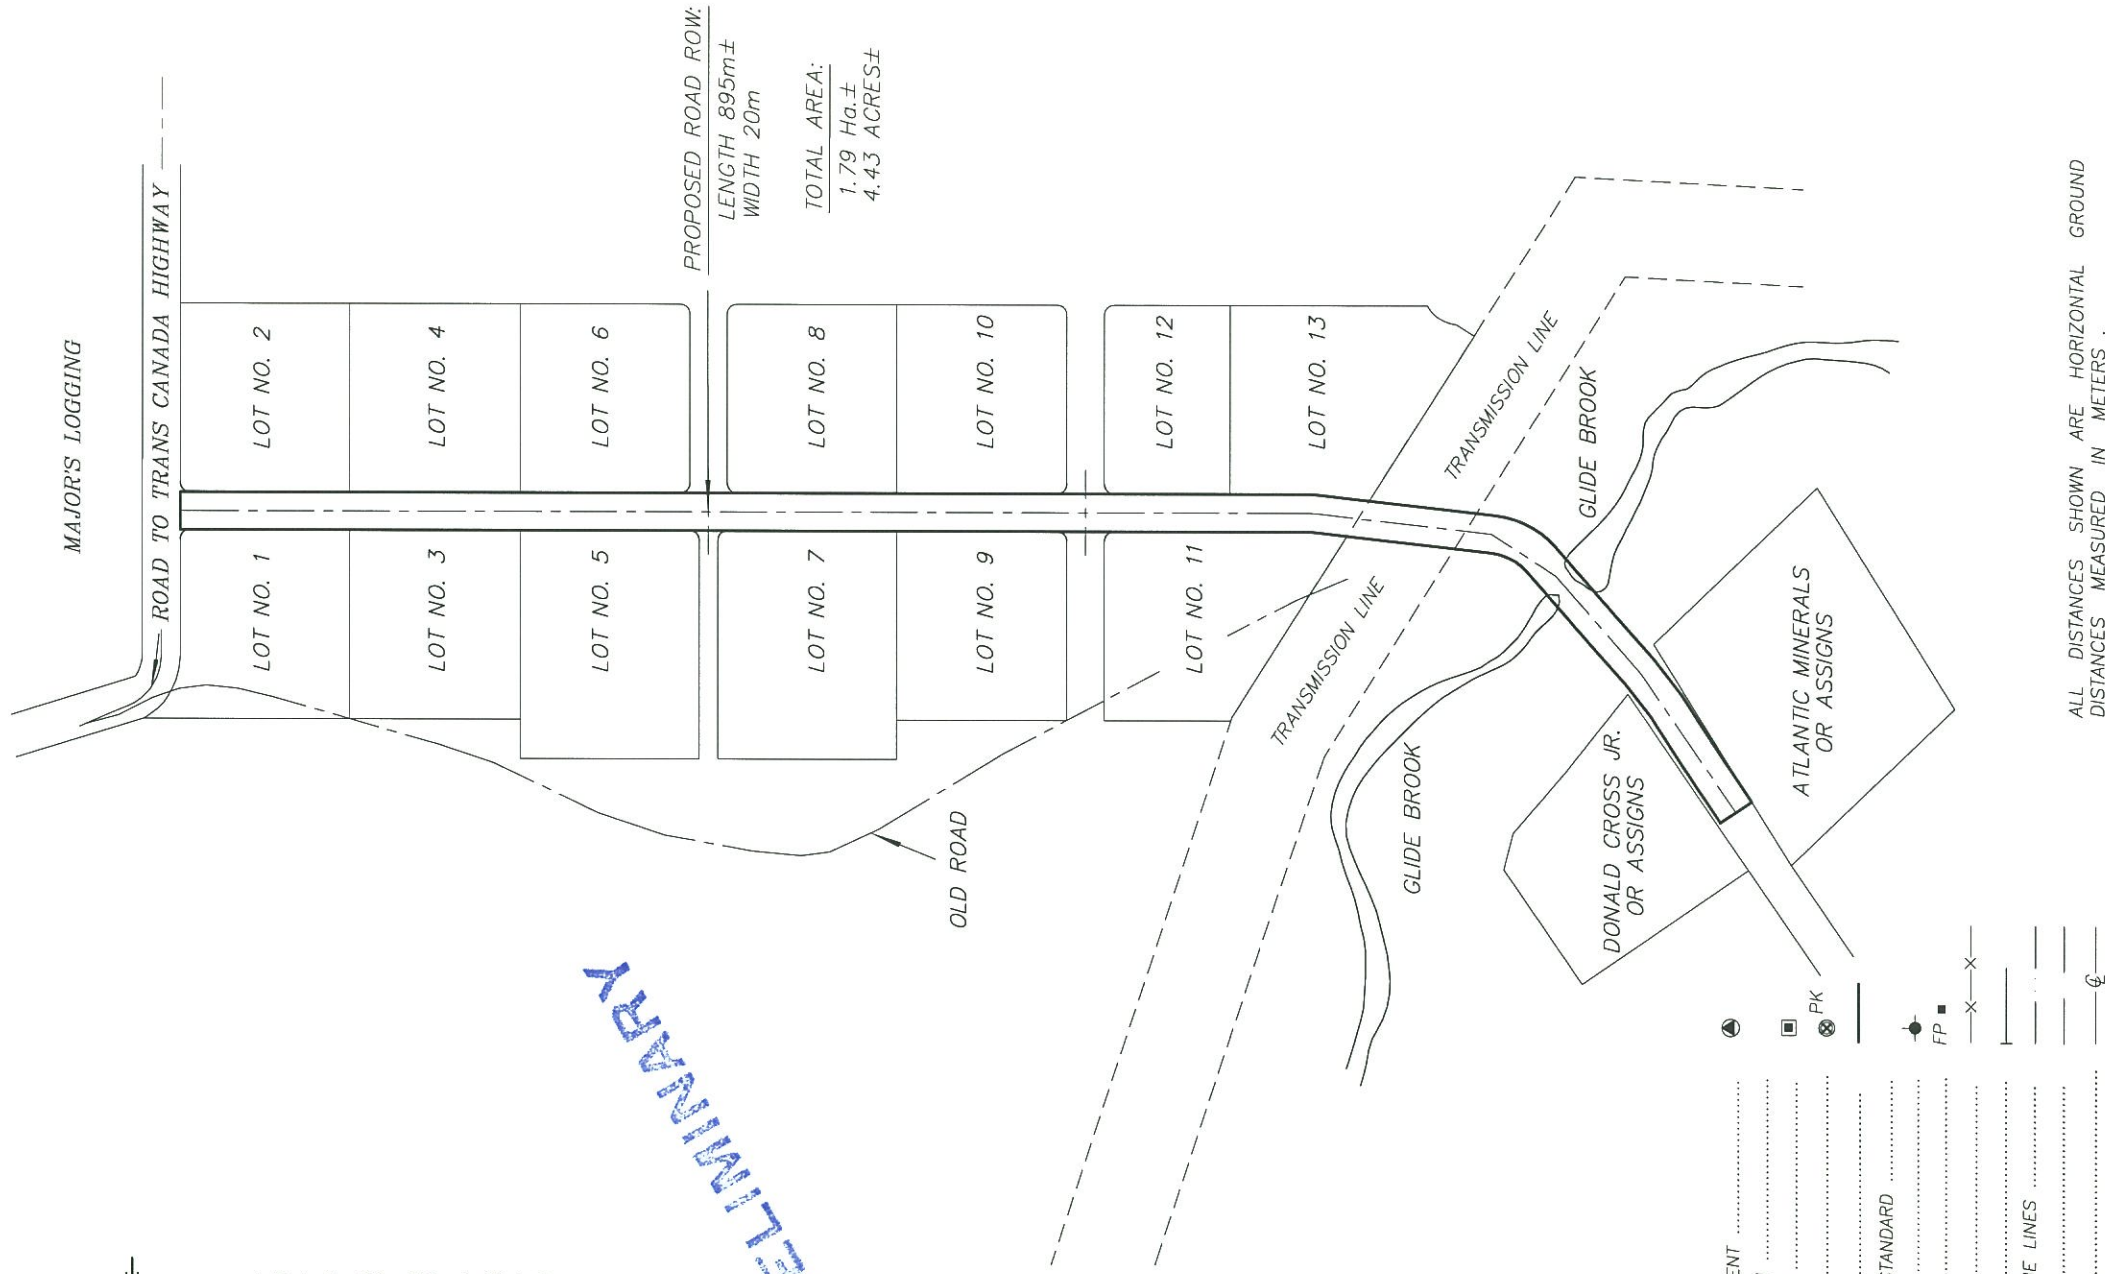 MAJOR'S LOGGING
ROAD TO TRANS CANADA HIGHWAY
LOT NO. 1
LOT NO. 2
LOT NO. 3
LOT NO. 4
LOT NO. 5
LOT NO. 6
PROPOSED ROAD ROW:
LENGTH 895m±
WIDTH 20m
TOTAL AREA:
1.79 Ha.±
4.43 ACRES±
LOT NO. 7
LOT NO. 8
LOT NO. 9
LOT NO. 10
OLD ROAD
LOT NO. 11
LOT NO. 12
LOT NO. 13
TRANSMISSION LINE
TRANSMISSION LINE
GLIDE BROOK
GLIDE BROOK
DONALD CROSS JR.
OR ASSIGNS
ATLANTIC MINERALS
OR ASSIGNS
ELIMINARY
ENT
PK
STANDARD
FP
E LINES
ALL DISTANCES SHOWN ARE HORIZONTAL GROUND
DISTANCES MEASURED IN METERS .